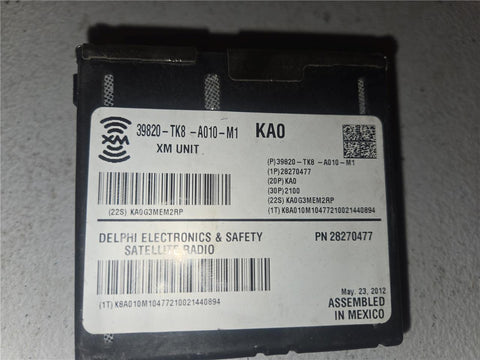 XM
39820-TK8 -A010-M1 KA0
XM UNIT
(P)39820-TK8 -A010-M1
(1P)28270477
(20P)KA0
(30P)2100
(22S)KA0G3MEM2RP
(1T)K8A010M10477210021440894
(22S) KA0G3MEM2RP
DELPHI ELECTRONICS & SAFETY
SATELLITE RADIO
PN 28270477
(1T) K8A010M10477210021440894
May. 23, 2012
ASSEMBLED
IN MEXICO